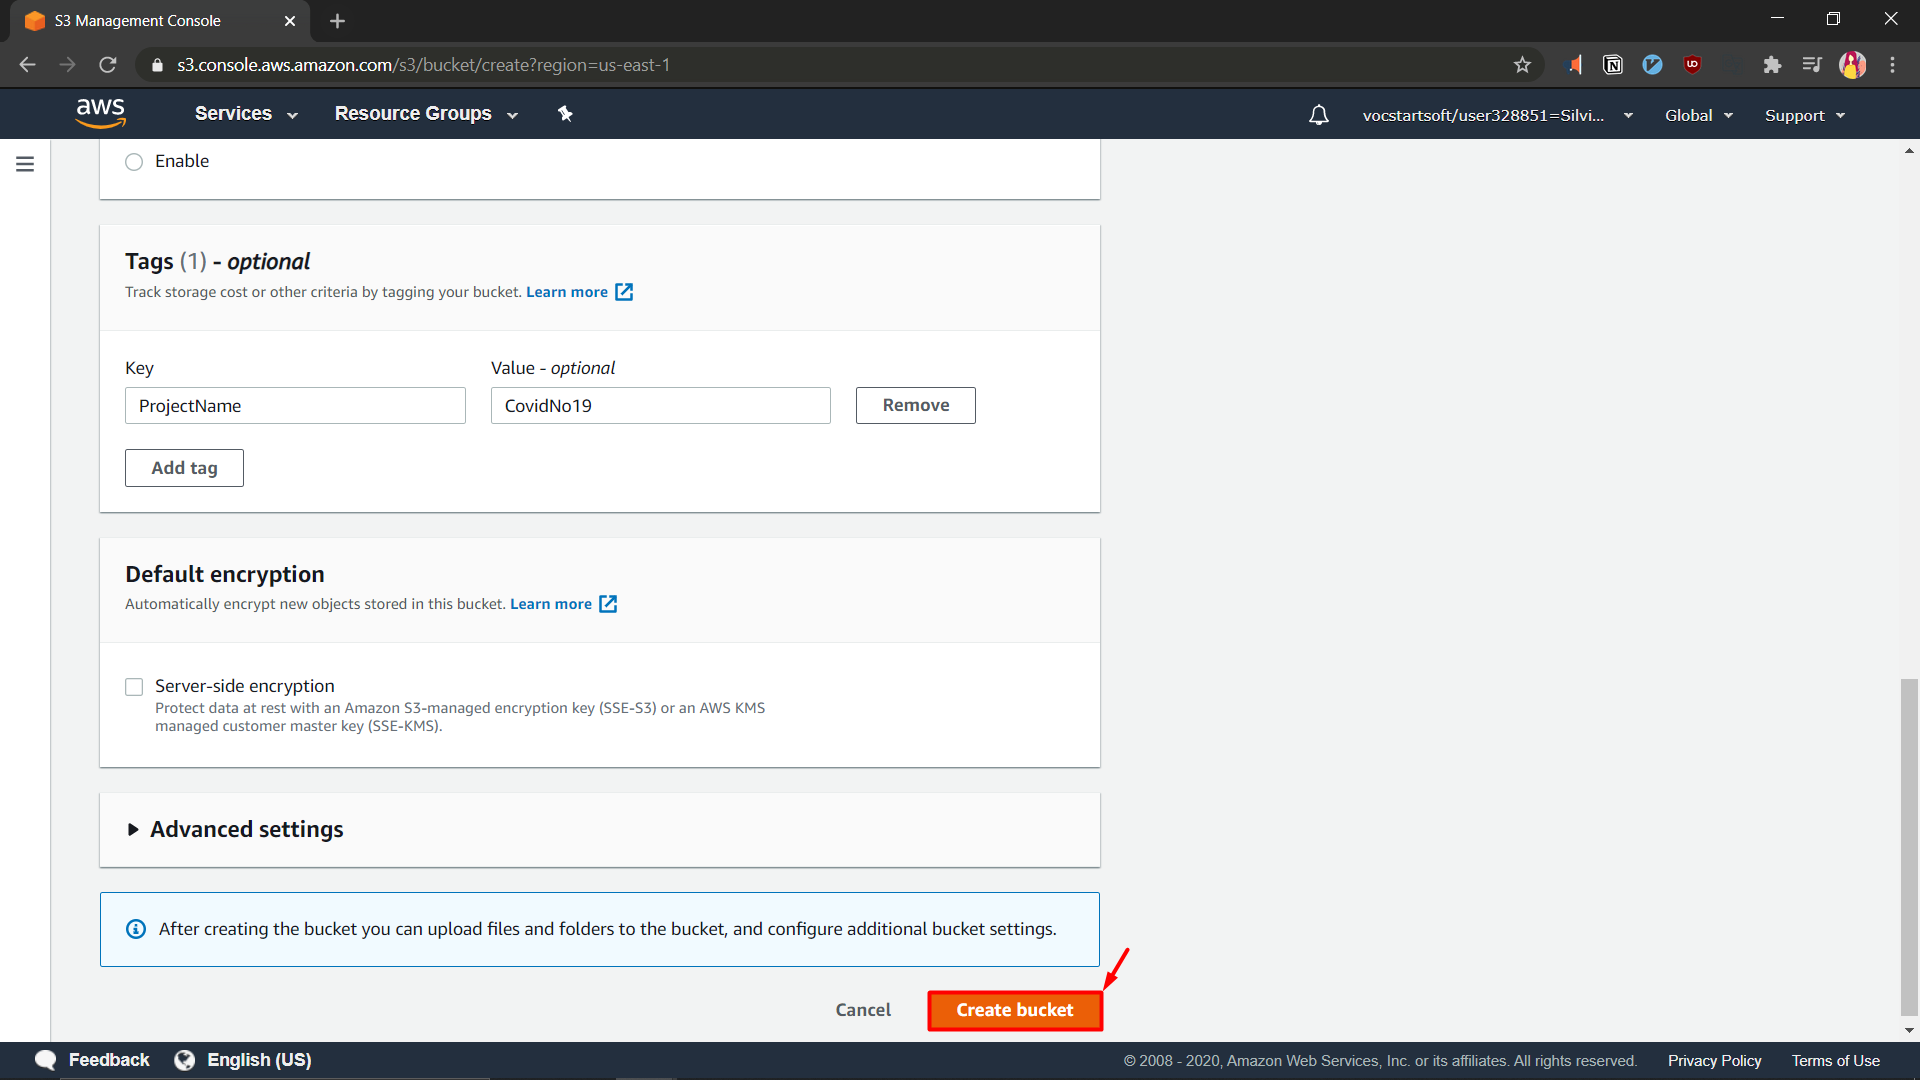 S3 Management Console
s3.console.aws.amazon.com/s3/bucket/create?region=us-east-1
aws
Services
Resource Groups
vocstartsoft/user328851=Silvi...
Global
Support
Enable
Tags (1) - optional
Track storage cost or other criteria by tagging your bucket. Learn more
Key
Value - optional
ProjectName
CovidNo19
Remove
Add tag
Default encryption
Automatically encrypt new objects stored in this bucket. Learn more
Server-side encryption
Protect data at rest with an Amazon S3-managed encryption key (SSE-S3) or an AWS KMS
managed customer master key (SSE-KMS).
Advanced settings
After creating the bucket you can upload files and folders to the bucket, and configure additional bucket settings.
Cancel
Create bucket
Feedback
English (US)
© 2008 - 2020, Amazon Web Services, Inc. or its affiliates. All rights reserved.
Privacy Policy
Terms of Use